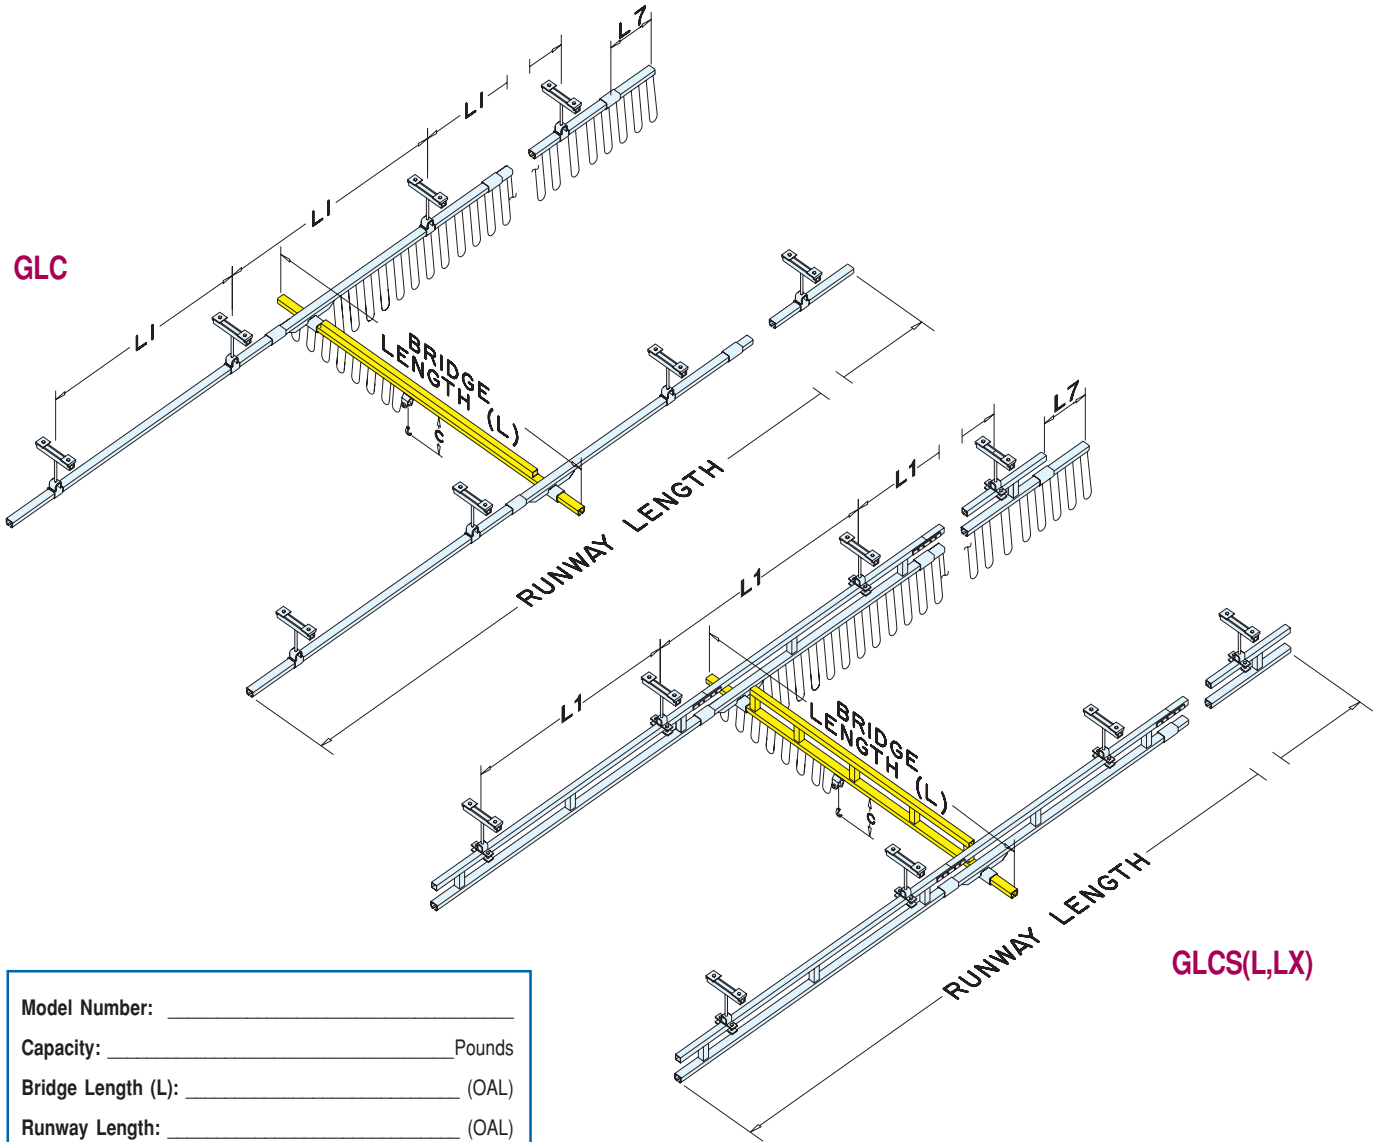 L7
L1
L1
GLC
L1
BRIDGE
LENGTH (L)
C
RUNWAY LENGTH
L7
L1
L1
L1
BRIDGE
LENGTH (L)
C
RUNWAY LENGTH
GLCS(L,LX)
Model Number:
Capacity: Pounds
Bridge Length (L): (OAL)
Runway Length: (OAL)